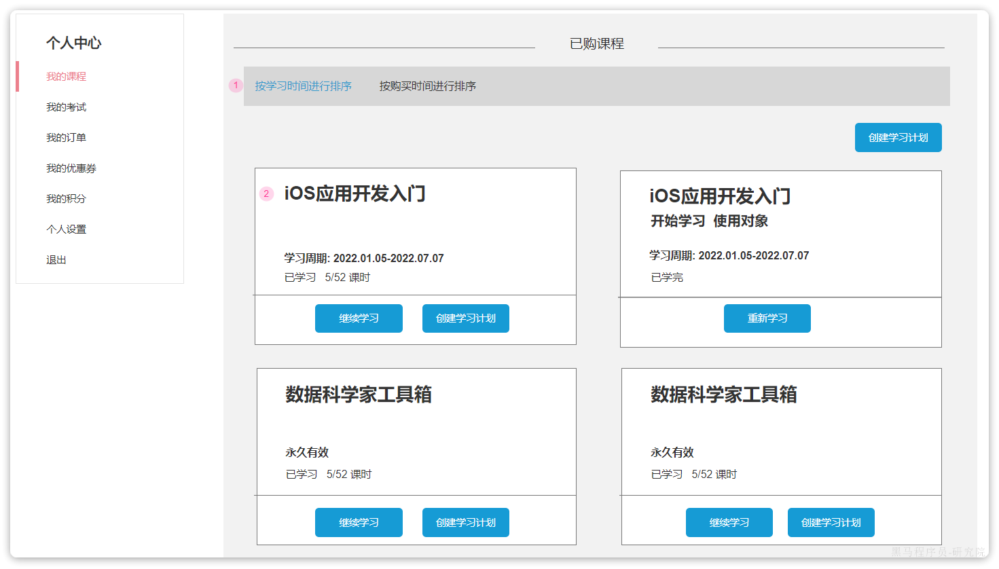 个人中心
我的课程
我的考试
我的订单
我的优惠券
我的积分
个人设置
退出
已购课程
1 按学习时间进行排序 按购买时间进行排序
创建学习计划
2 iOS应用开发入门
学习周期: 2022.01.05-2022.07.07
已学习 5/52 课时
继续学习 创建学习计划
iOS应用开发入门
开始学习 使用对象
学习周期: 2022.01.05-2022.07.07
已学完
重新学习
数据科学家工具箱
永久有效
已学习 5/52 课时
继续学习 创建学习计划
数据科学家工具箱
永久有效
已学习 5/52 课时
继续学习 创建学习计划
黑马程序员-研究院